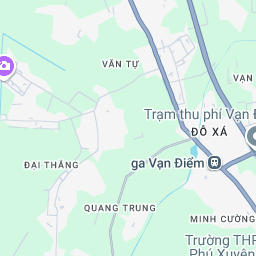 VĂN TỰ
VẠN
Trạm thu phí Vạn Đ
ĐỖ XÁ
ga Vạn Điểm
ĐẠI THẮNG
QUANG TRUNG
MINH CƯỜNG
Trường THP
Phú Xuyên